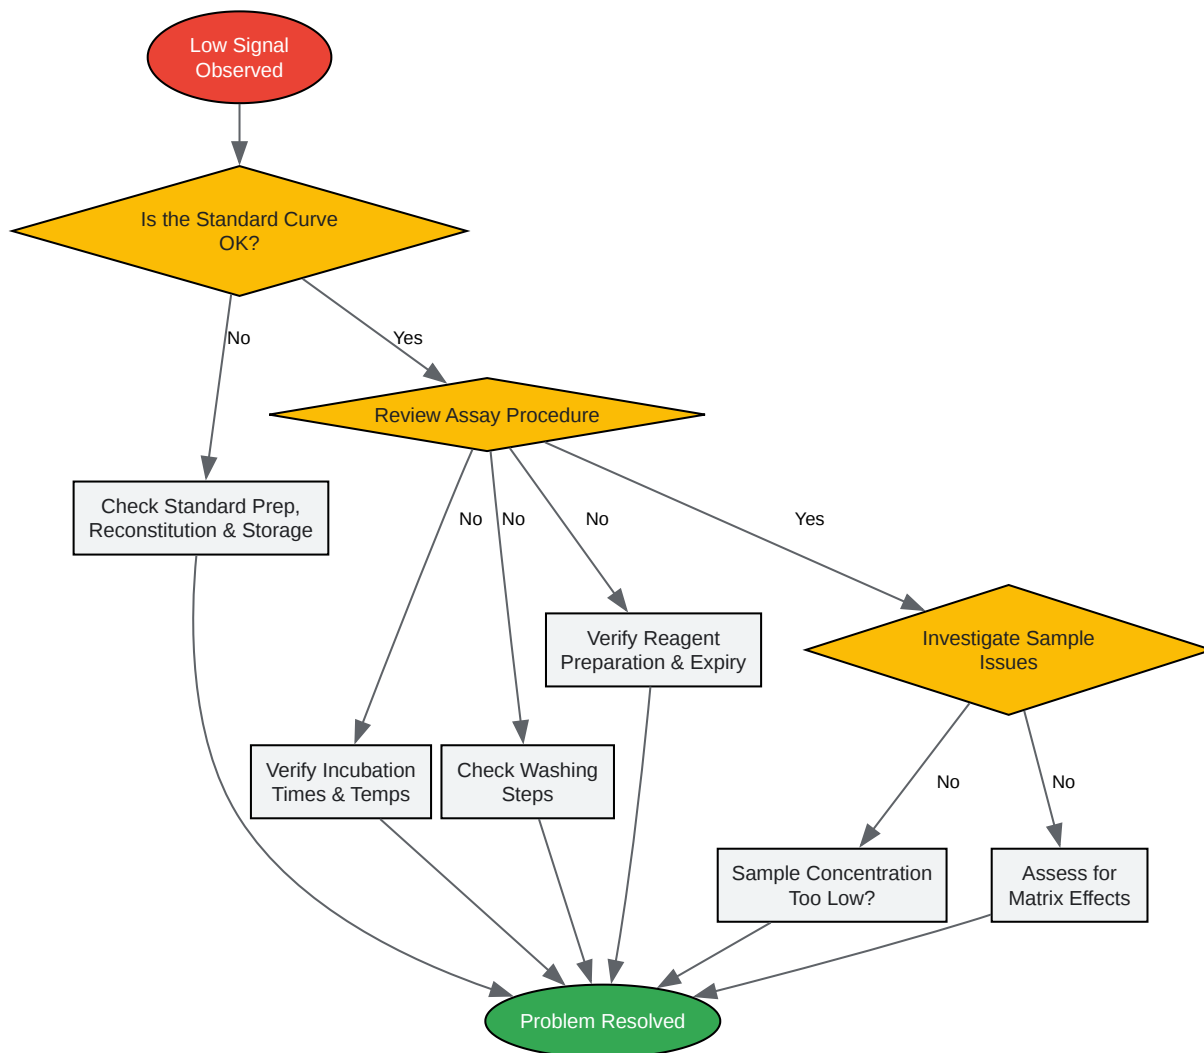 Low Signal
Observed
Is the Standard Curve
OK?
No
Yes
Review Assay Procedure
Check Standard Prep,
Reconstitution & Storage
No
No
No
Yes
Verify Reagent
Preparation & Expiry
Investigate Sample
Issues
Verify Incubation
Times & Temps
Check Washing
Steps
No
No
Sample Concentration
Too Low?
Assess for
Matrix Effects
Problem Resolved